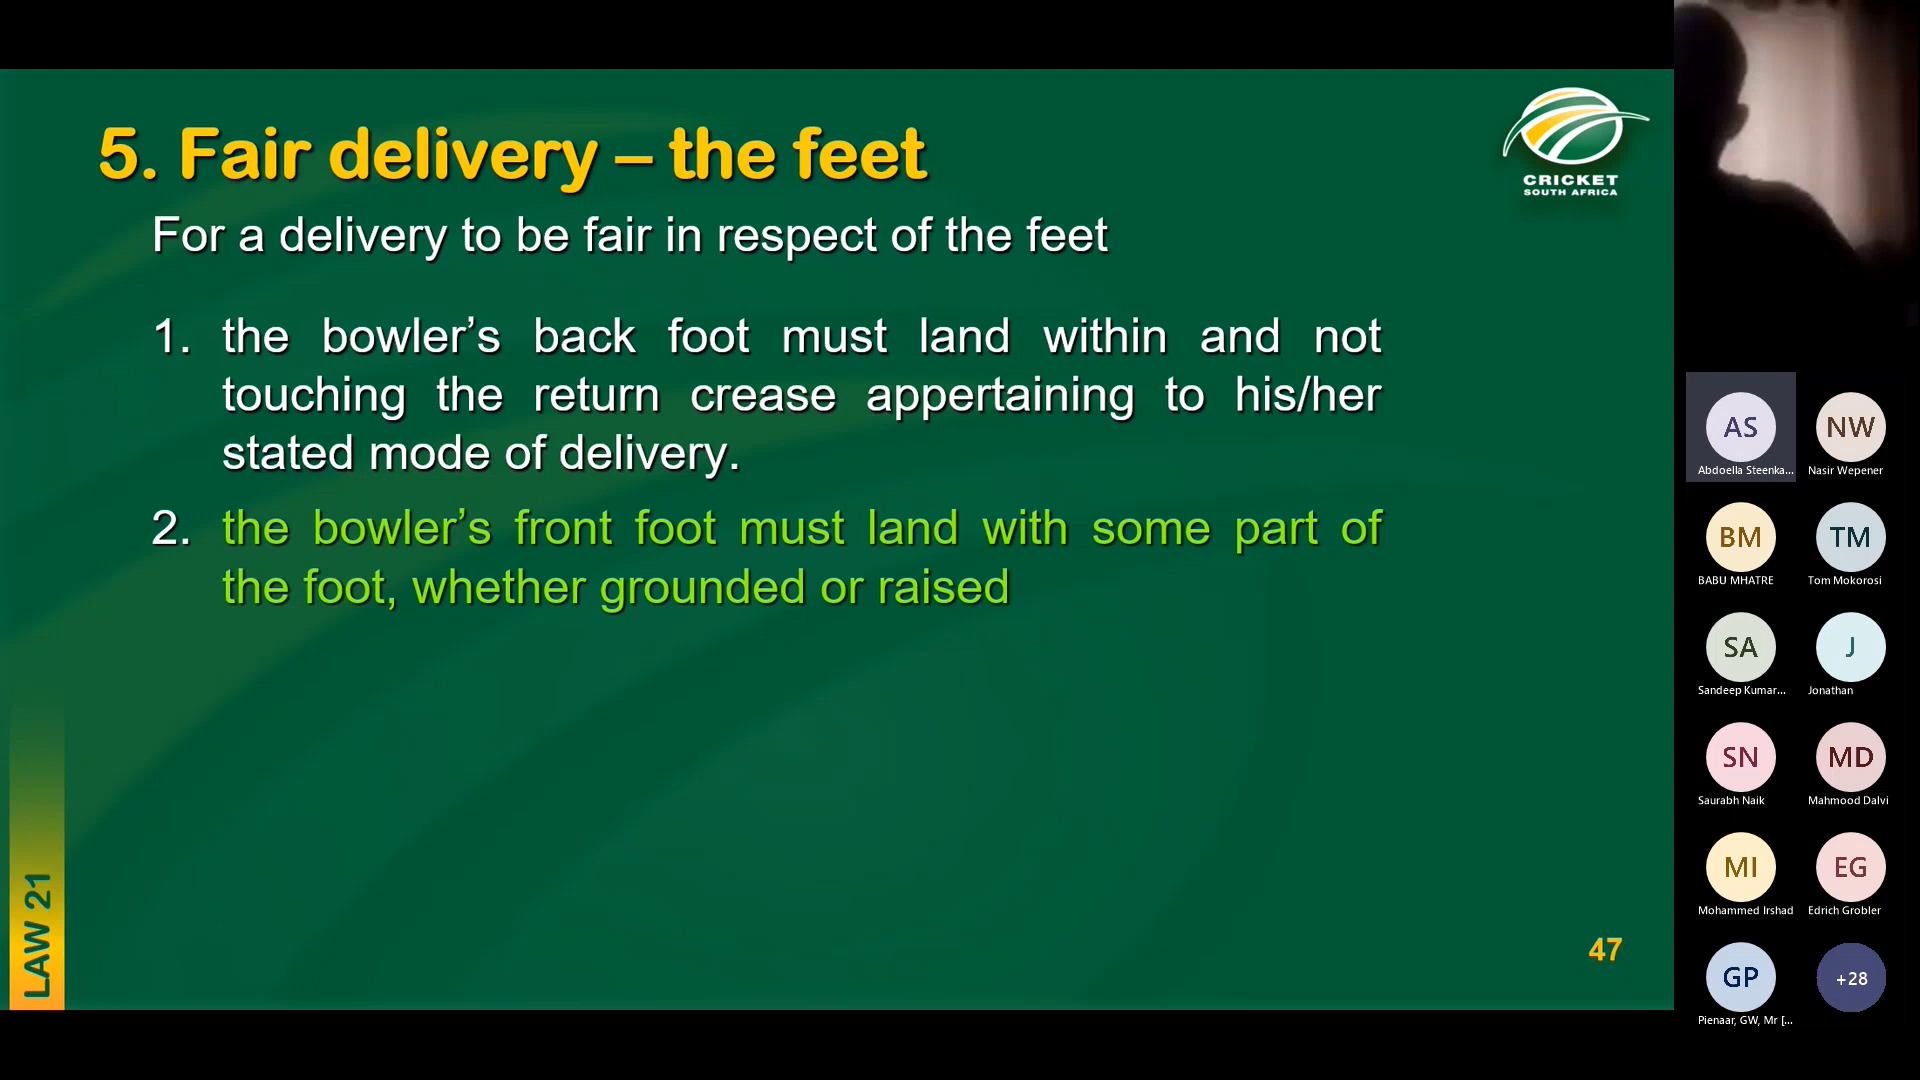 5. Fair delivery – the feet
CRICKET
SOUTH AFRICA
For a delivery to be fair in respect of the feet
1. the bowler’s back foot must land within and not
touching the return crease appertaining to his/her
stated mode of delivery.
2. the bowler’s front foot must land with some part of
the foot, whether grounded or raised
LAW 21
47
AS
Abdoella Steenka...
NW
Nasir Wepener
BM
BABU MHATRE
TM
Tom Mokorosi
SA
Sandeep Kumar...
J
Jonathan
SN
Saurabh Naik
MD
Mahmood Dalvi
MI
Mohammed Irshad
EG
Edrich Grobler
GP
Pienaar, GW, Mr [...
+28